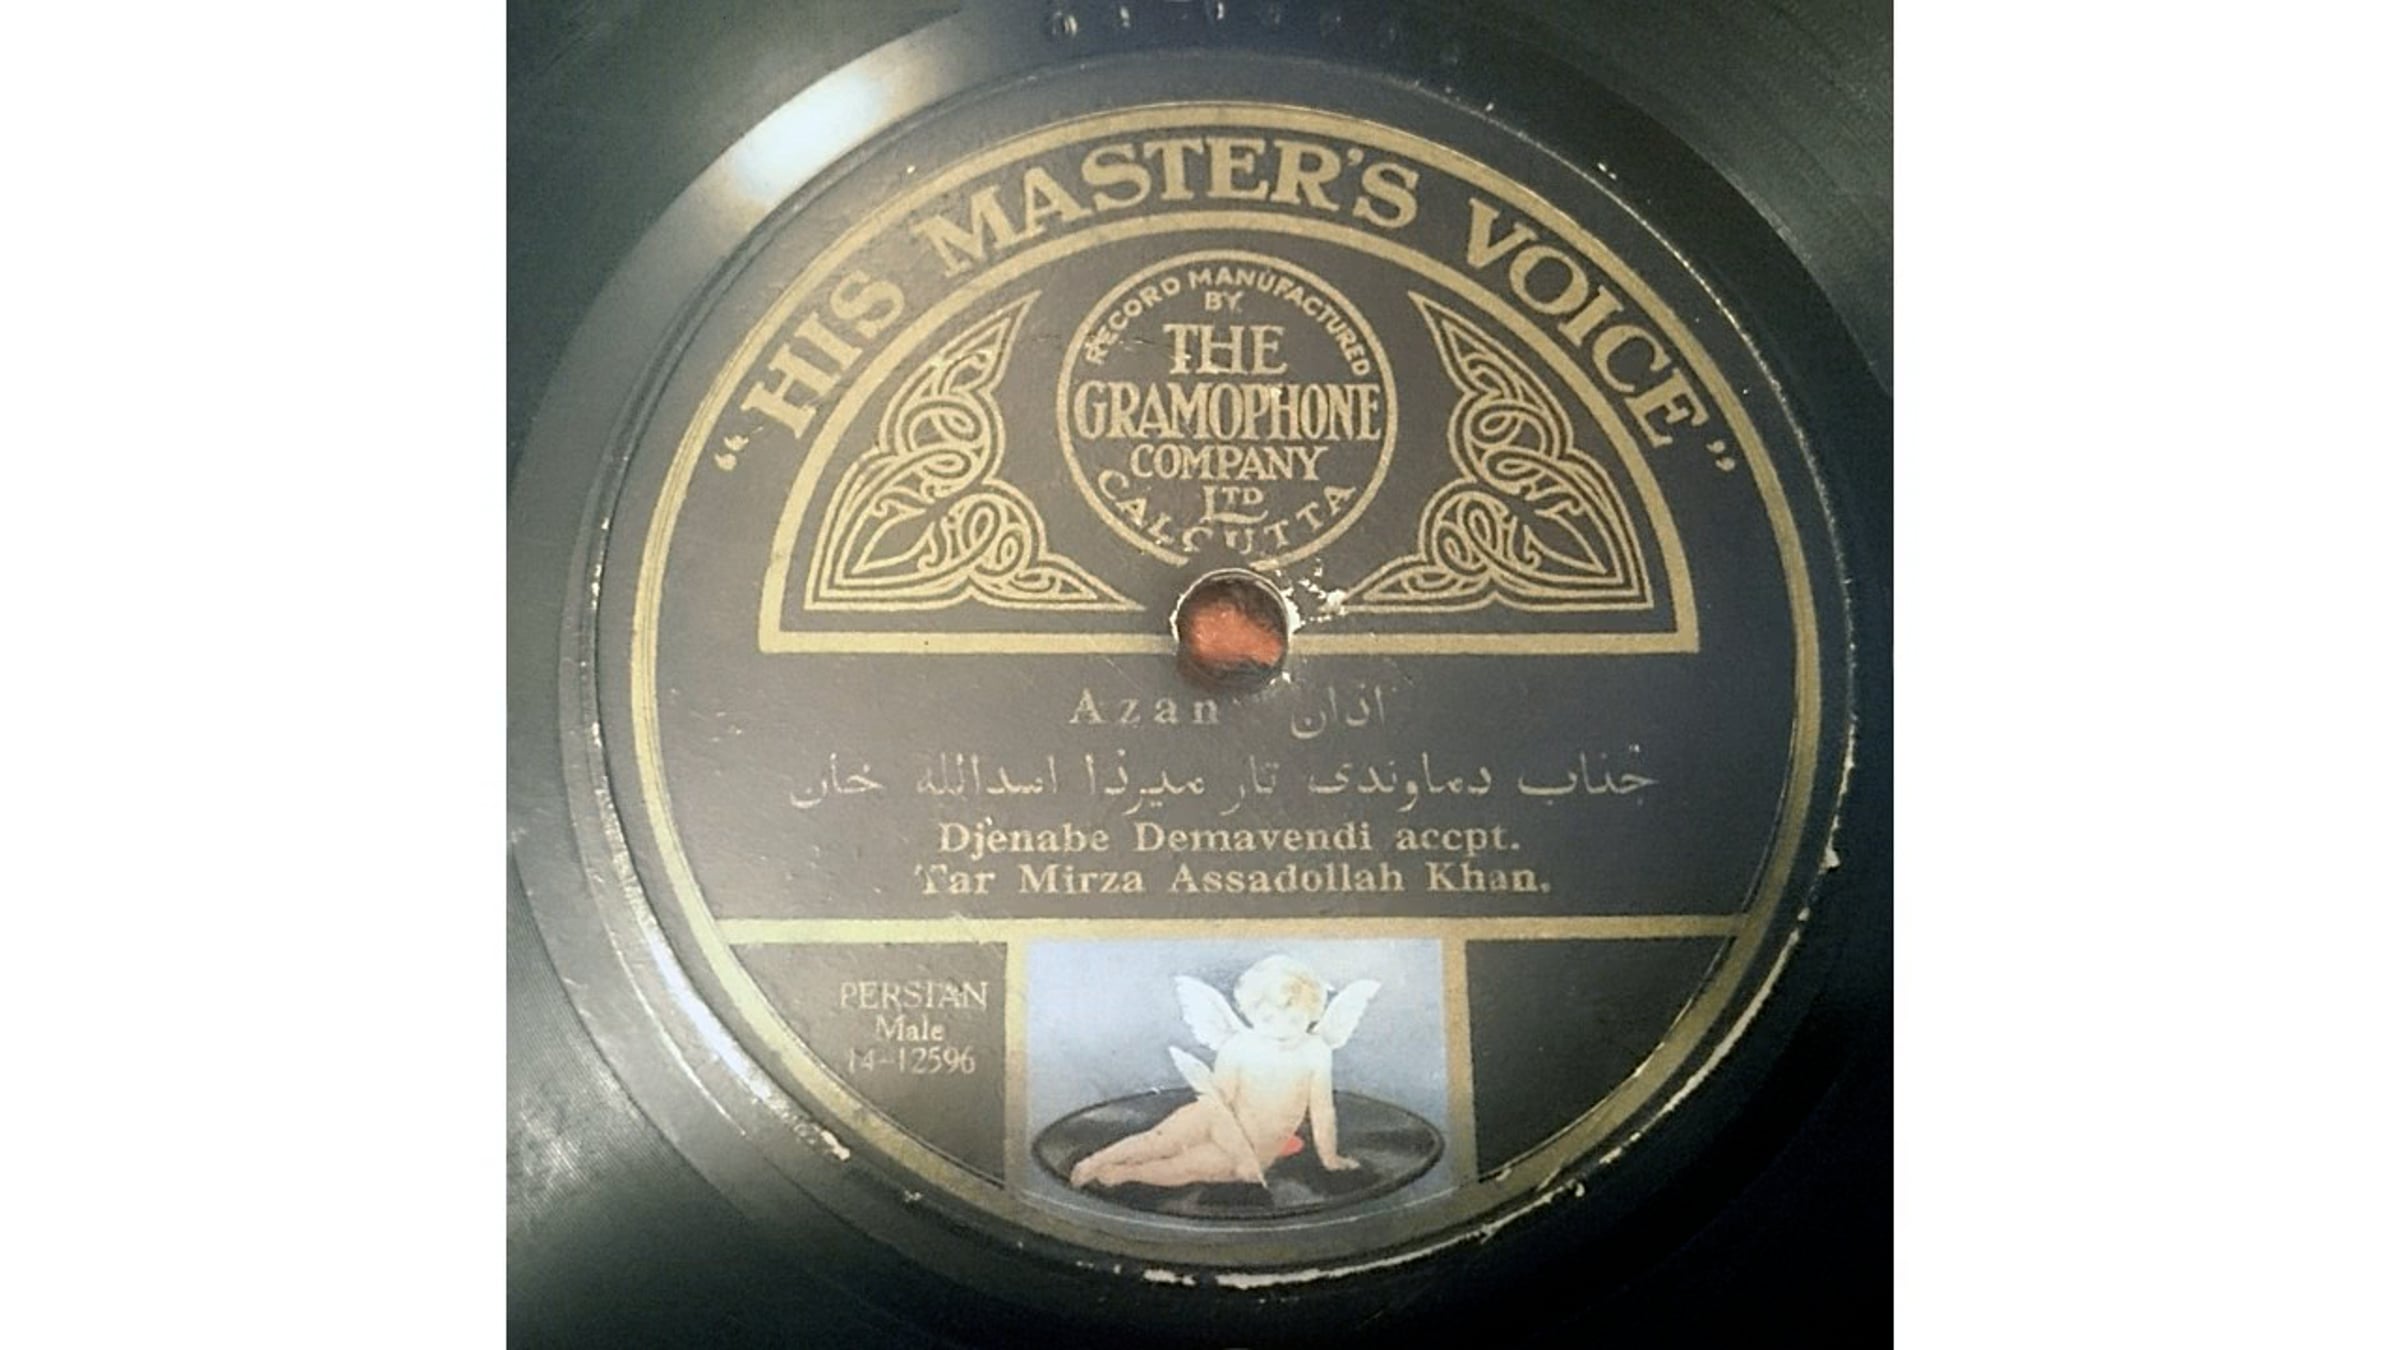 “HIS MASTER'S VOICE”
RECORD MANUFACTURED
BY
THE
GRAMOPHONE
COMPANY
LTD
CALCUTTA
Azan اذان
جناب دماوندی تار میرزا اسدالله خان
Djenabe Demavendi accpt.
Tar Mirza Assadollah Khan.
PERSIAN
Male
14-12596